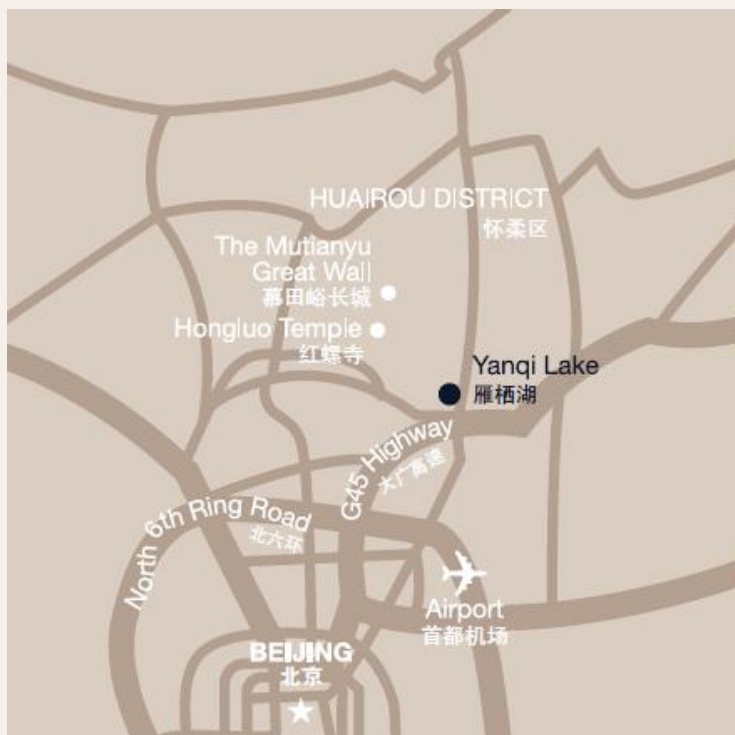 HUAIROU DISTRICT
怀柔区
The Mutianyu
Great Wall
慕田峪长城
Hongluo Temple
红螺寺
Yanqi Lake
雁栖湖
G45 Highway
大广高速
North 6th Ring Road
北六环
Airport
首都机场
BEIJING
北京